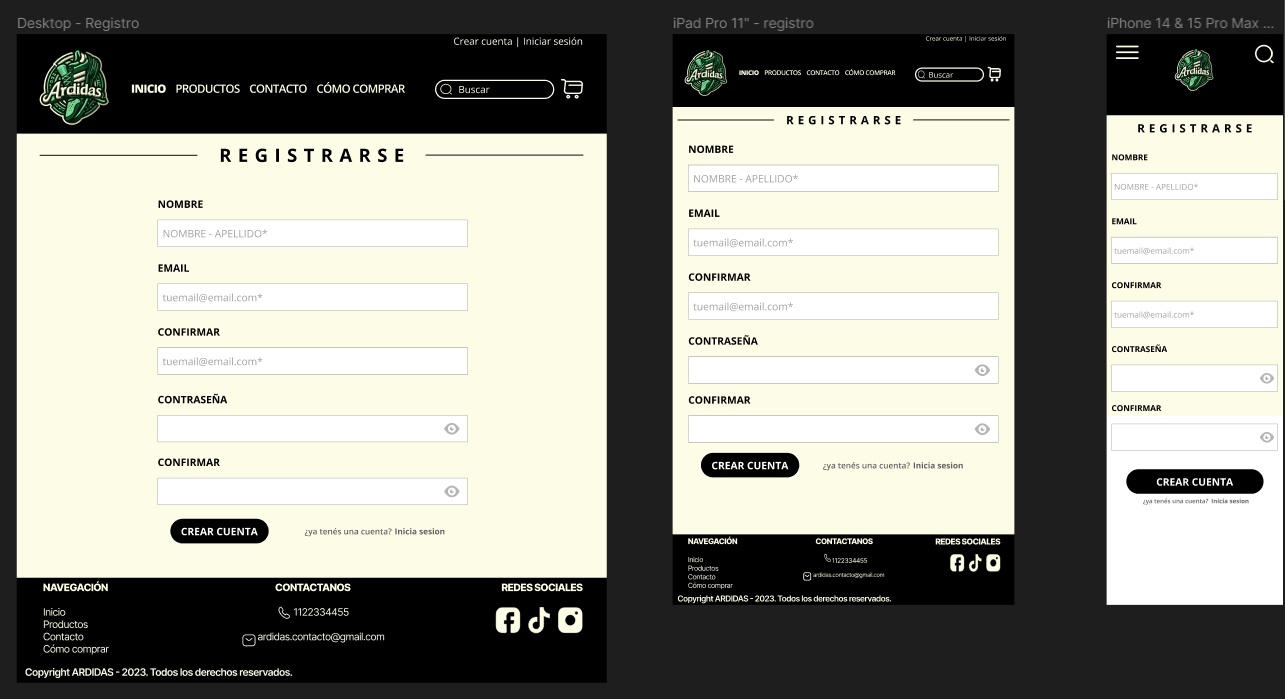 Desktop - Registro
Crear cuenta | Iniciar sesión
Ardidas
INICIO PRODUCTOS CONTACTO CÓMO COMPRAR
Buscar
REGISTRARSE
NOMBRE
NOMBRE - APELLIDO*
EMAIL
tuemail@email.com*
CONFIRMAR
tuemail@email.com*
CONTRASEÑA
CONFIRMAR
CREAR CUENTA
¿ya tenés una cuenta? Inicia sesion
NAVEGACIÓN
Inicio
Productos
Contacto
Cómo comprar
CONTACTANOS
1122334455
ardidas.contacto@gmail.com
REDES SOCIALES
Copyright ARDIDAS - 2023. Todos los derechos reservados.
iPad Pro 11" - registro
Crear cuenta | Iniciar sesión
Ardidas
INICIO PRODUCTOS CONTACTO CÓMO COMPRAR
Buscar
REGISTRARSE
NOMBRE
NOMBRE - APELLIDO*
EMAIL
tuemail@email.com*
CONFIRMAR
tuemail@email.com*
CONTRASEÑA
CONFIRMAR
CREAR CUENTA
¿ya tenés una cuenta? Inicia sesion
NAVEGACIÓN
Inicio
Productos
Contacto
Cómo comprar
CONTACTANOS
1122334455
ardidas.contacto@gmail.com
REDES SOCIALES
Copyright ARDIDAS - 2023. Todos los derechos reservados.
iPhone 14 & 15 Pro Max ...
Ardidas
REGISTRARSE
NOMBRE
NOMBRE - APELLIDO*
EMAIL
tuemail@email.com*
CONFIRMAR
tuemail@email.com*
CONTRASEÑA
CONFIRMAR
CREAR CUENTA
¿ya tenés una cuenta? Inicia sesion